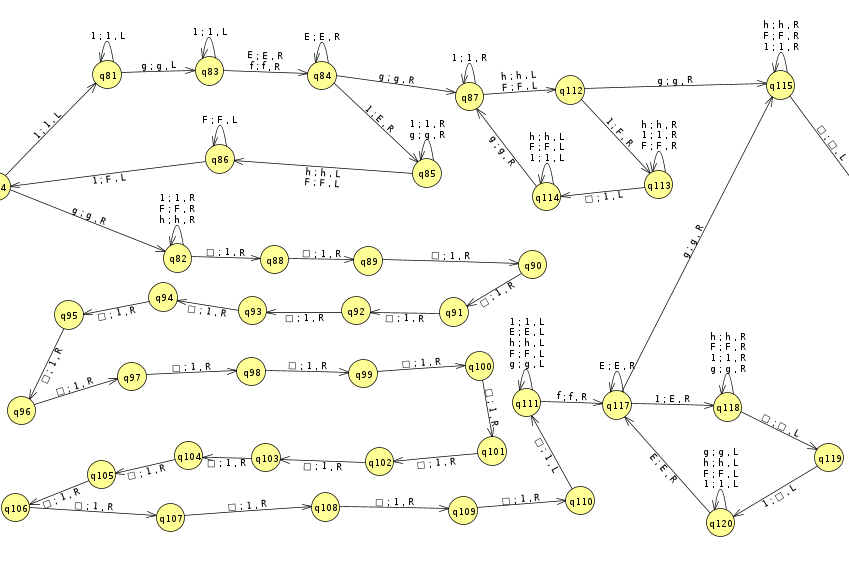 1;1,L
1;1,L
E;E,R
h;h,R
F;F,R
1;1,R
q81
g;g,L
q83
E;E,R
f;f,R
q84
g;g,R
1;1,R
q87
h;h,L
F;F,L
q112
g;g,R
q115
1;1,L
1;E,R
1;F,R
□;□,L
F;F,L
q86
1;1,R
g;g,R
q85
h;h,L
F;F,L
g;g,R
h;h,L
F;F,L
1;1,L
q114
□;1,L
h;h,R
1;1,R
F;F,R
q113
4
1;F,L
g;g,R
1;1,R
F;F,R
h;h,R
q82
□;1,R
q88
□;1,R
q89
□;1,R
q90
□;1,R
g;g,R
q95
□;1,R
q94
□;1,R
q93
□;1,R
q92
□;1,R
q91
□;1,R
q96
□;1,R
q97
□;1,R
q98
□;1,R
q99
□;1,R
q100
□;1,R
1;1,L
E;E,L
h;h,L
F;F,L
g;g,L
q111
f;f,R
E;E,R
q117
1;E,R
h;h,R
F;F,R
1;1,R
g;g,R
q118
□;□,L
q119
1;□,L
E;E,R
g;g,L
h;h,L
F;F,L
1;1,L
q120
q105
□;1,R
q104
□;1,R
q103
□;1,R
q102
□;1,R
q101
□;1,L
q106
□;1,R
□;1,R
q107
□;1,R
q108
□;1,R
q109
□;1,R
q110